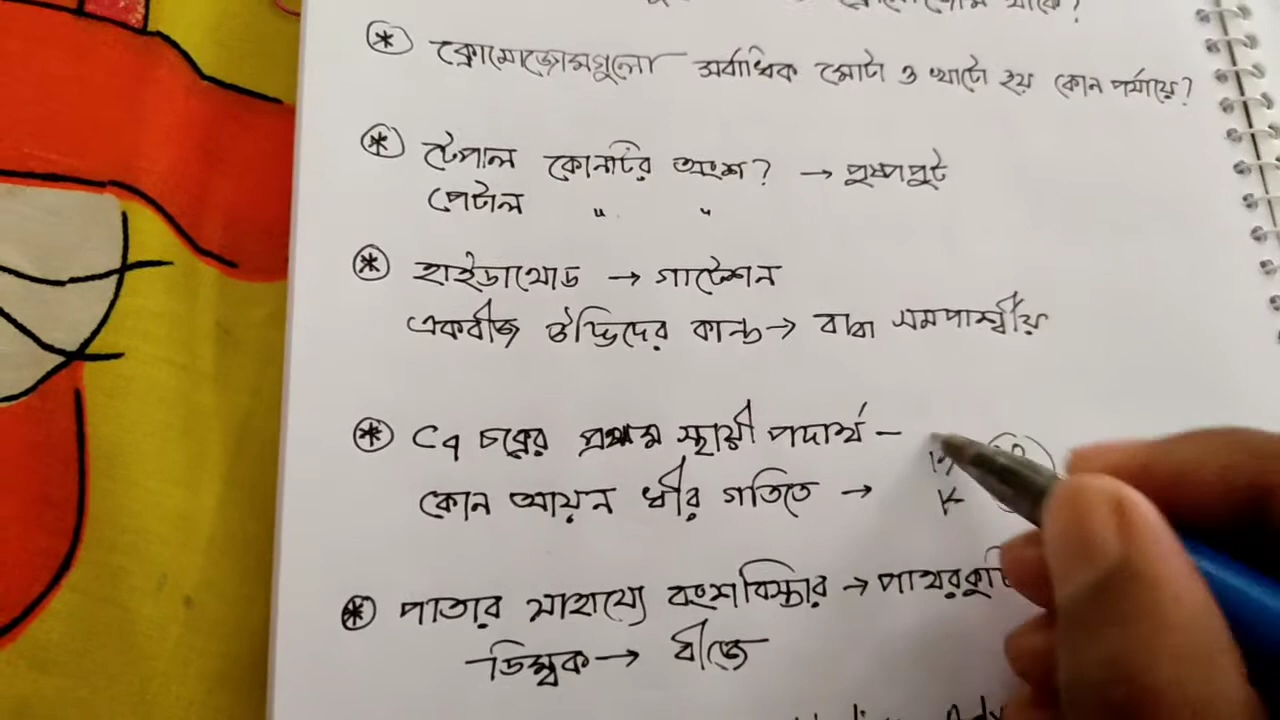 থাকে?
* ক্রোমোজোমগুলো সর্বাধিক মোটা ও খাটো হয় কোন পর্যায়ে?
* টেপাল কোনটির অংশ? → পুষ্পপুট
পেটাল " "
* হাইডাথোড → গাটেশন
একবীজ উদ্ভিদের কান্ড → বদ্ধ সমপার্শ্বীয়
* C4 চক্রের প্রথম স্থায়ী পদার্থ –
কোন আয়ন ধীর গতিতে →
K
* পাতার সাহায্যে বংশবিস্তার → পাথরকুচি
ডিম্বক → বীজে